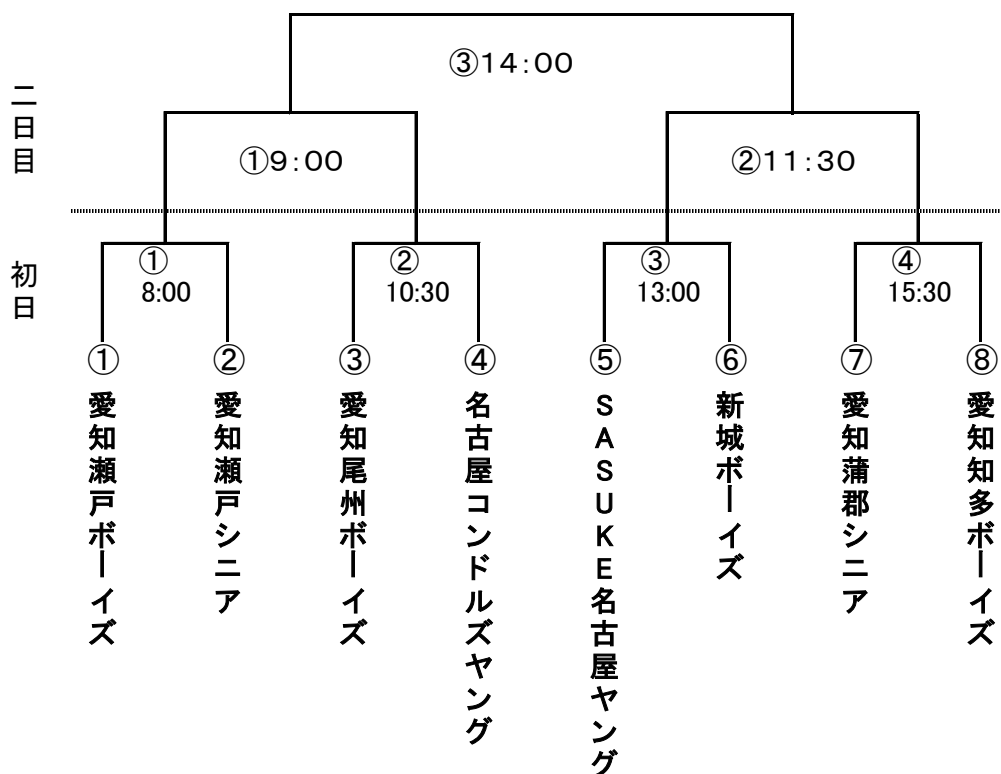 ③14:00
二日目
①9:00
②11:30
初日
①
8:00
②
10:30
③
13:00
④
15:30
①
愛知瀬戸ボーイズ
②
愛知瀬戸シニア
③
愛知尾州ボーイズ
④
名古屋コンドルズヤング
⑤
SASUKE名古屋ヤング
⑥
新城ボーイズ
⑦
愛知蒲郡シニア
⑧
愛知知多ボーイズ